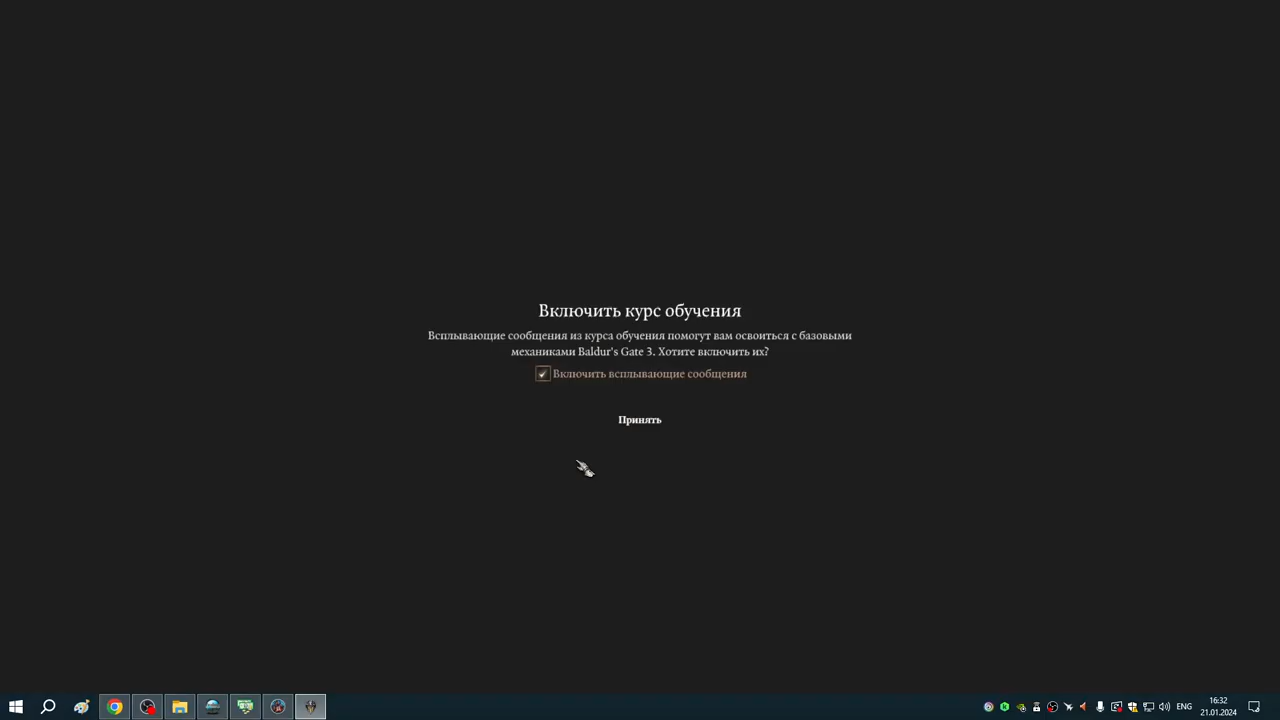 Включить курс обучения
Всплывающие сообщения из курса обучения помогут вам освоиться с базовыми
механиками Baldur's Gate 3. Хотите включить их?
Включить всплывающие сообщения
Принять
ENG
16:32
21.01.2024